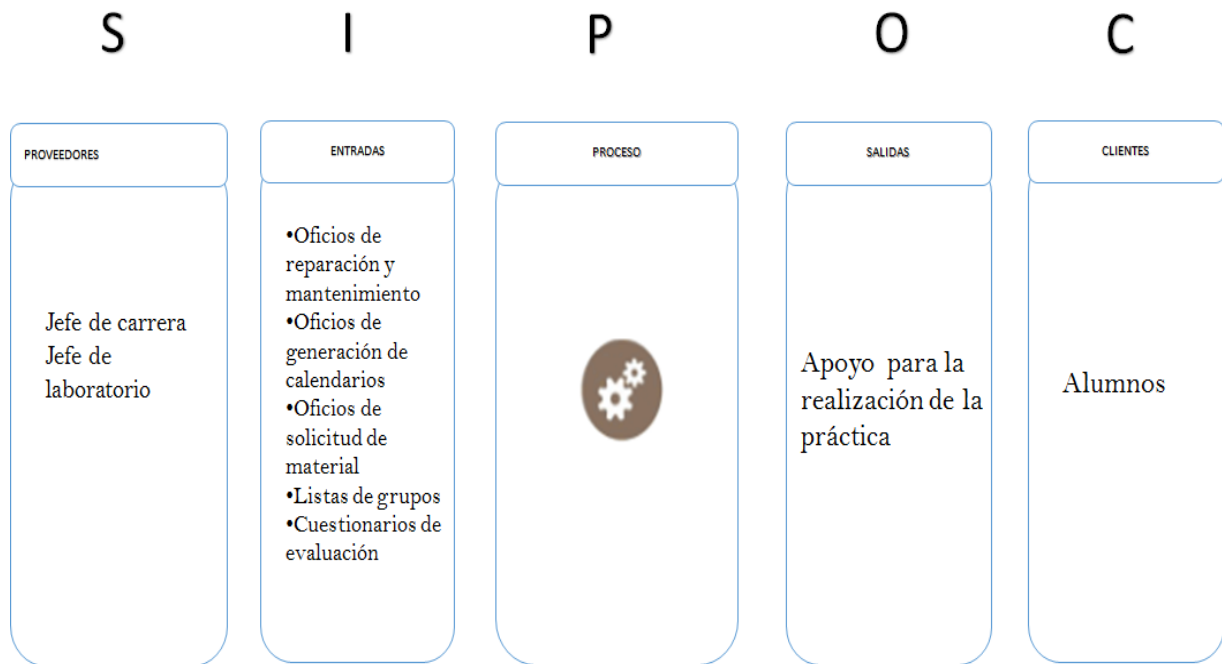 S I P O C
PROVEEDORES
Jefe de carrera
Jefe de
laboratorio
ENTRADAS
•Oficios de
reparación y
mantenimiento
•Oficios de
generación de
calendarios
•Oficios de
solicitud de
material
•Listas de grupos
•Cuestionarios de
evaluación
PROCESO
SALIDAS
Apoyo para la
realización de la
práctica
CLIENTES
Alumnos